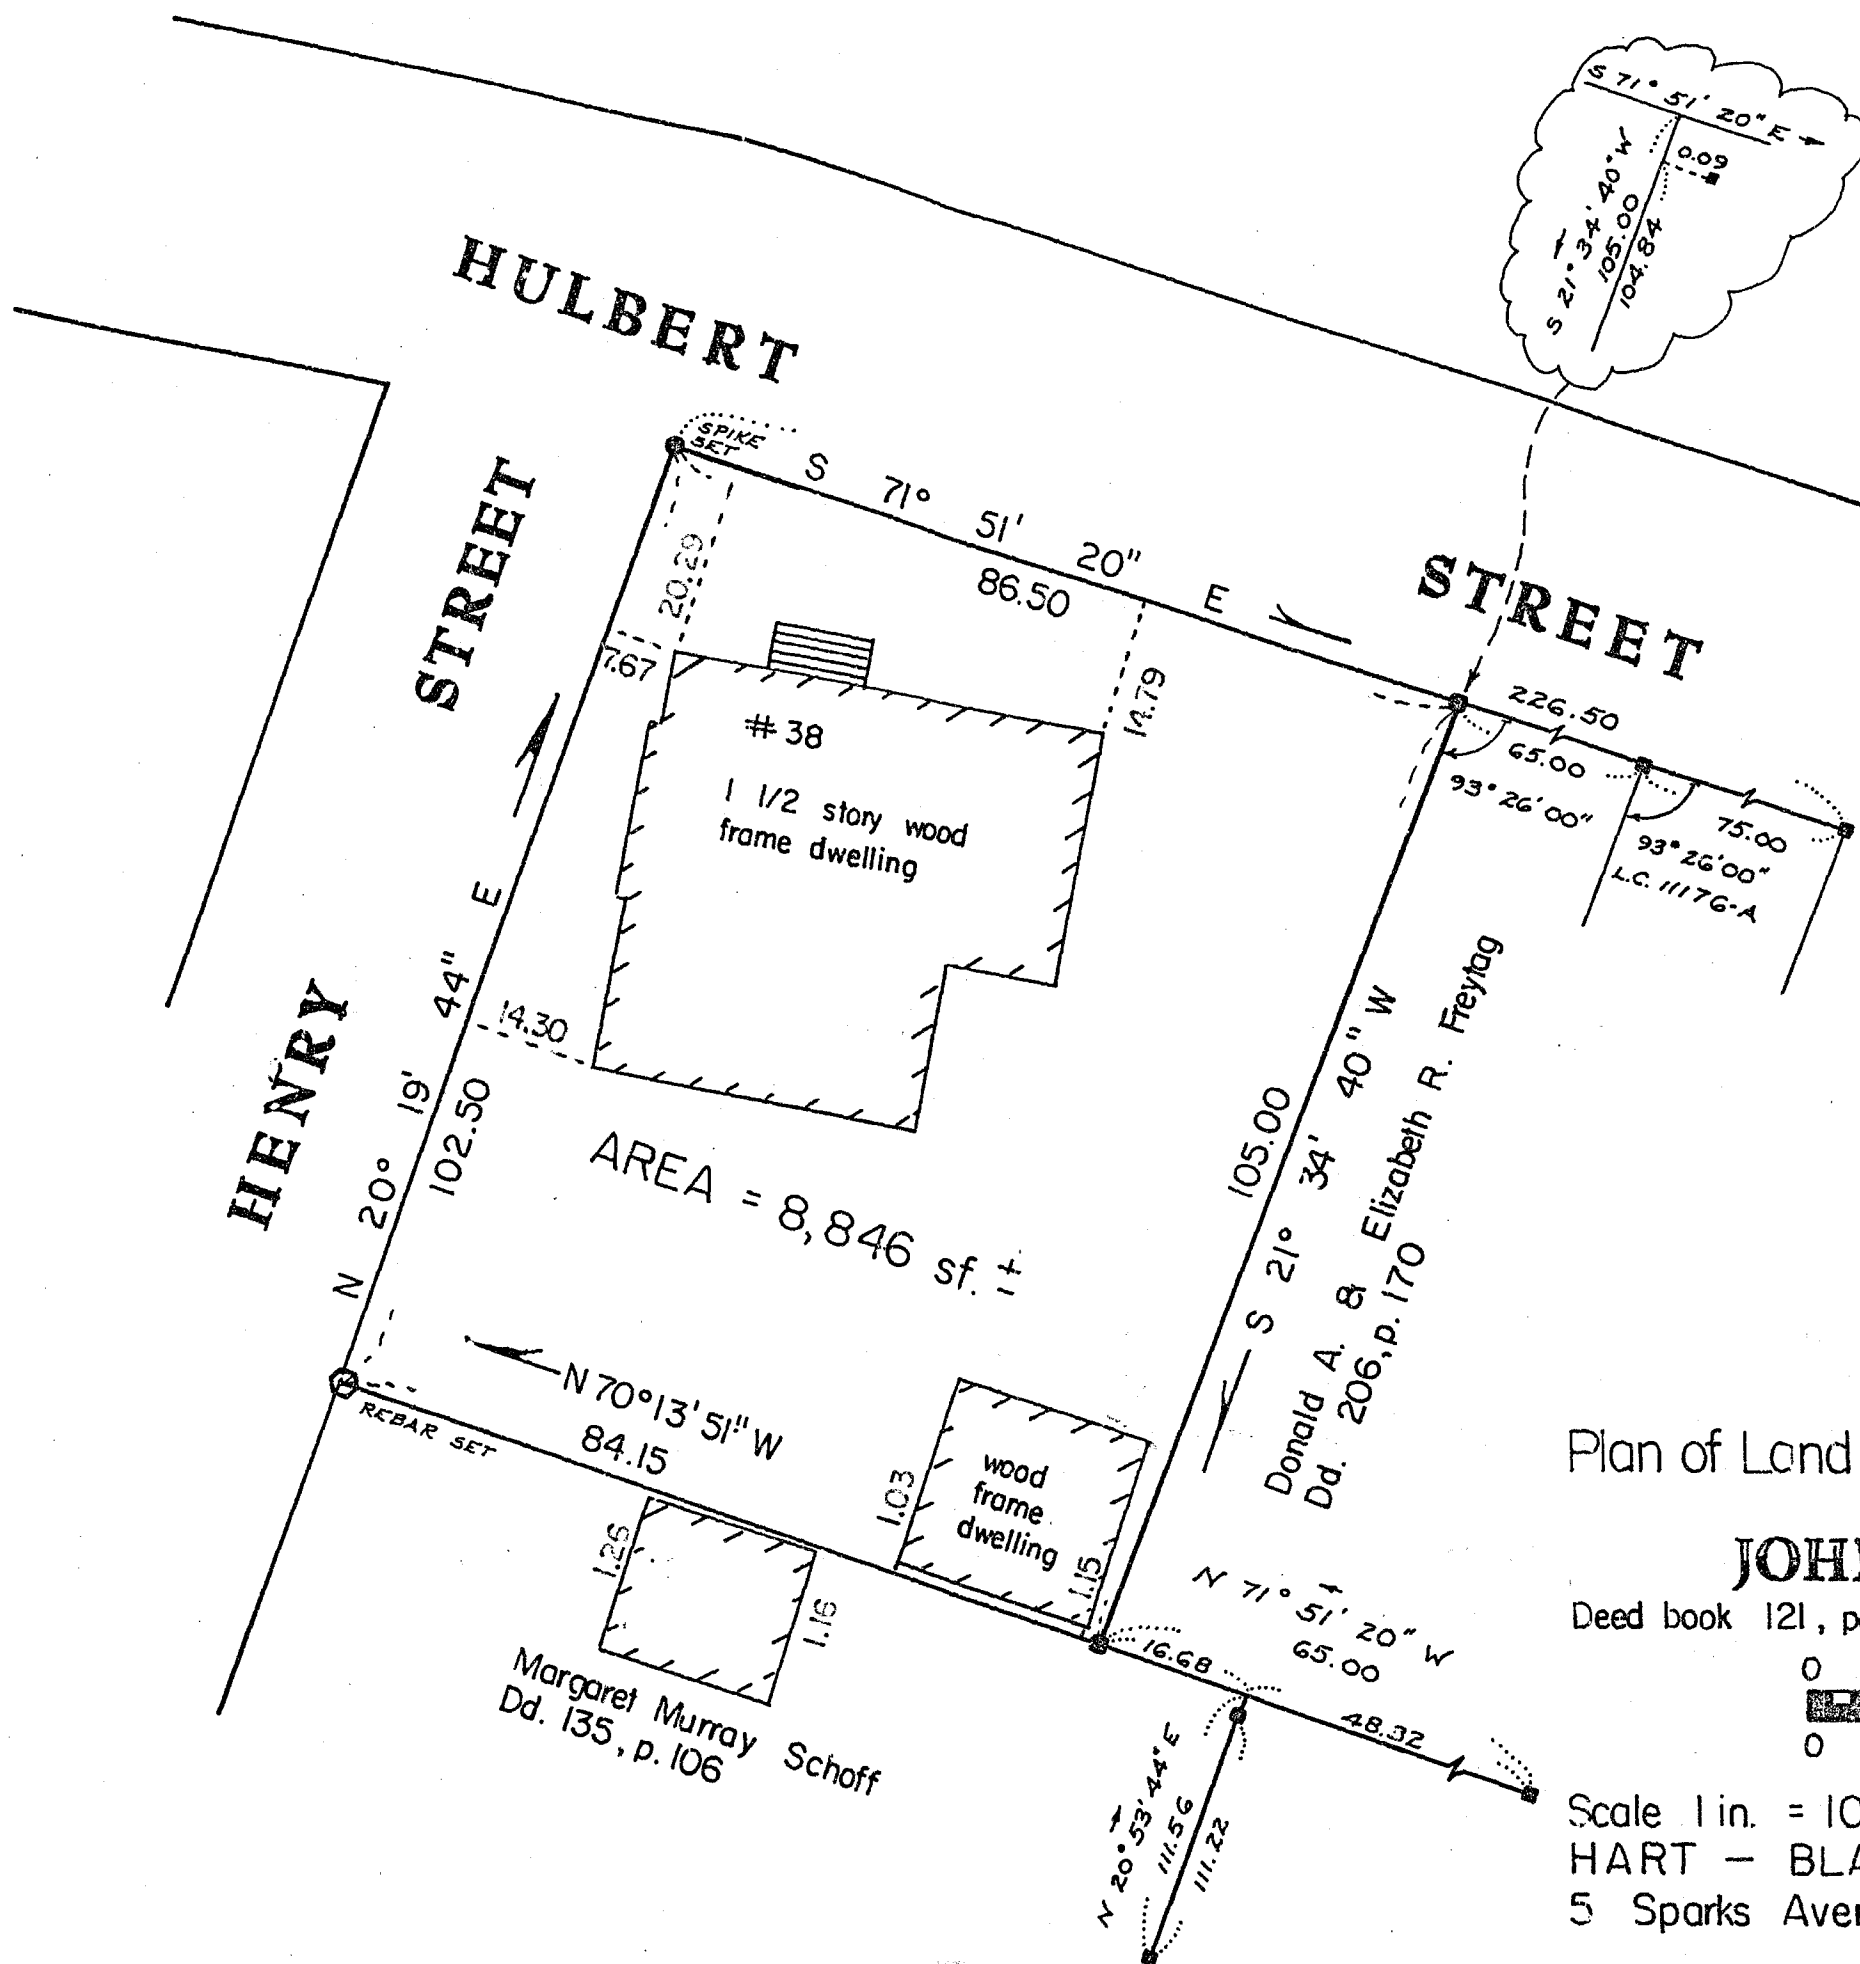 S 71° 51' 20" E
0.09
S 21° 34' 40" W
105.00
104.84
HULBERT STREET
HENRY STREET
SPIKE
SET
S 71° 51' 20" E
86.50
20.29
7.67
14.79
#38
1 1/2 story wood
frame dwelling
226.50
65.00
93° 26' 00"
75.00
93° 26' 00"
L.C. 11176-A
14.30
N 20° 19' 44" E
102.50
AREA = 8,846 sf. ±
105.00
S 21° 34' 40" W
Donald A. & Elizabeth R. Freytag
Dd. 206, p. 170
N 70° 13' 51" W
84.15
REBAR SET
wood
frame
dwelling
1.03
1.15
1.26
1.16
Margaret Murray Schoff
Dd. 135, p. 106
N 71° 51' 20" W
65.00
16.68
48.32
N 20° 53' 44" E
111.56
111.22
Plan of Land
JOH
Deed book 121, p
0
0
Scale 1 in. = 10
HART – BLA
5 Sparks Ave